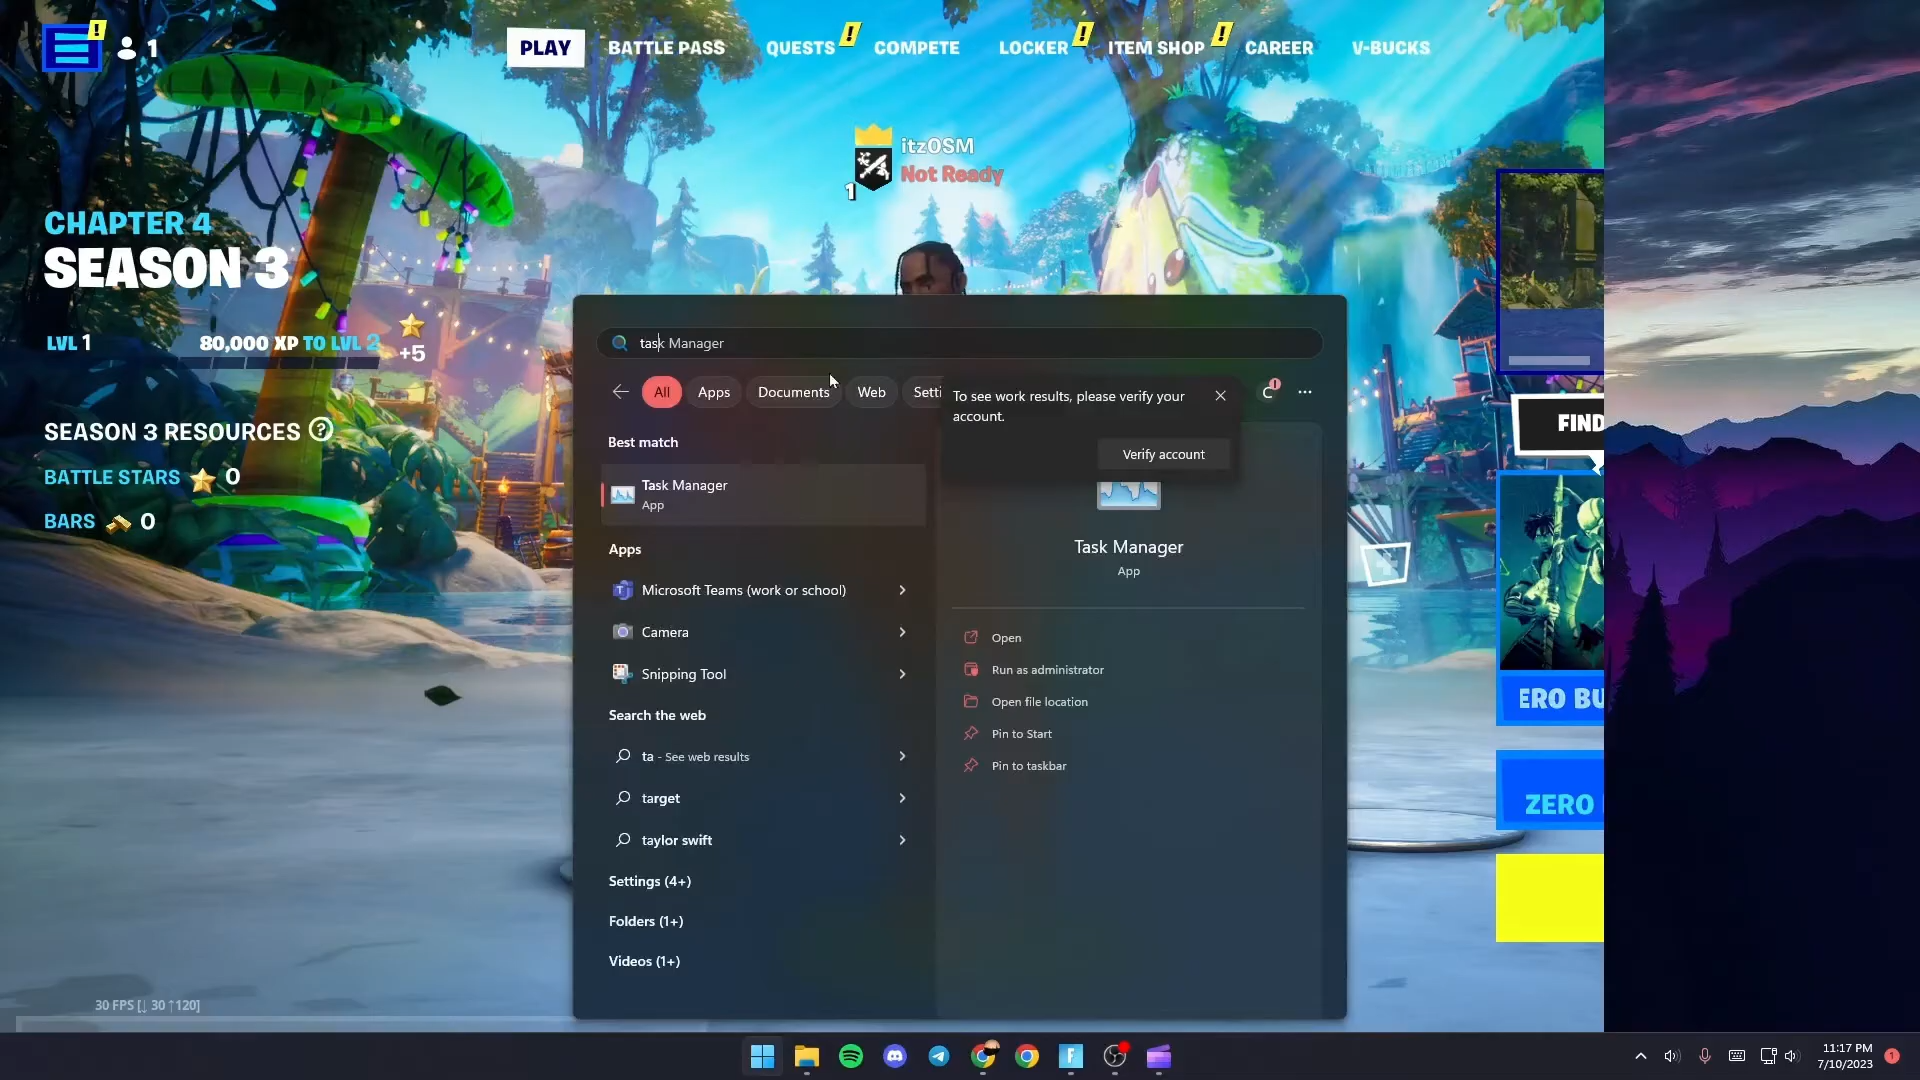 !
1
PLAY
BATTLE PASS
QUESTS
!
COMPETE
LOCKER
!
ITEM SHOP
!
CAREER
V-BUCKS
itzOSM
Not Ready
1
CHAPTER 4
SEASON 3
LVL 1
80,000 XP TO LVL 2
+5
SEASON 3 RESOURCES ?
BATTLE STARS 0
BARS 0
30 FPS [↓ 30 ↑120]
FIND
ERO BU
ZERO
task Manager
All
Apps
Documents
Web
Setti
To see work results, please verify your
account.
Verify account
C
!
...
Best match
Task Manager
App
Apps
Microsoft Teams (work or school)
Camera
Snipping Tool
Search the web
ta - See web results
target
taylor swift
Settings (4+)
Folders (1+)
Videos (1+)
Task Manager
App
Open
Run as administrator
Open file location
Pin to Start
Pin to taskbar
11:17 PM
7/10/2023
1